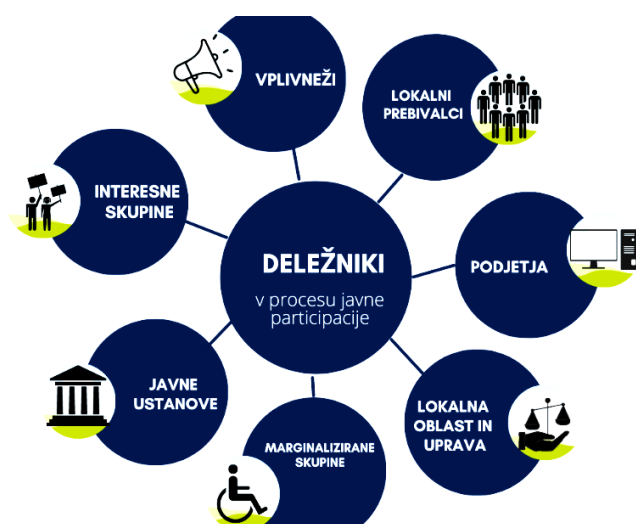 VPLIVNEŽI
LOKALNI
PREBIVALCI
INTERESNE
SKUPINE
DELEŽNIKI
v procesu javne
participacije
PODJETJA
JAVNE
USTANOVE
LOKALNA
OBLAST IN
UPRAVA
MARGINALIZIRANE
SKUPINE